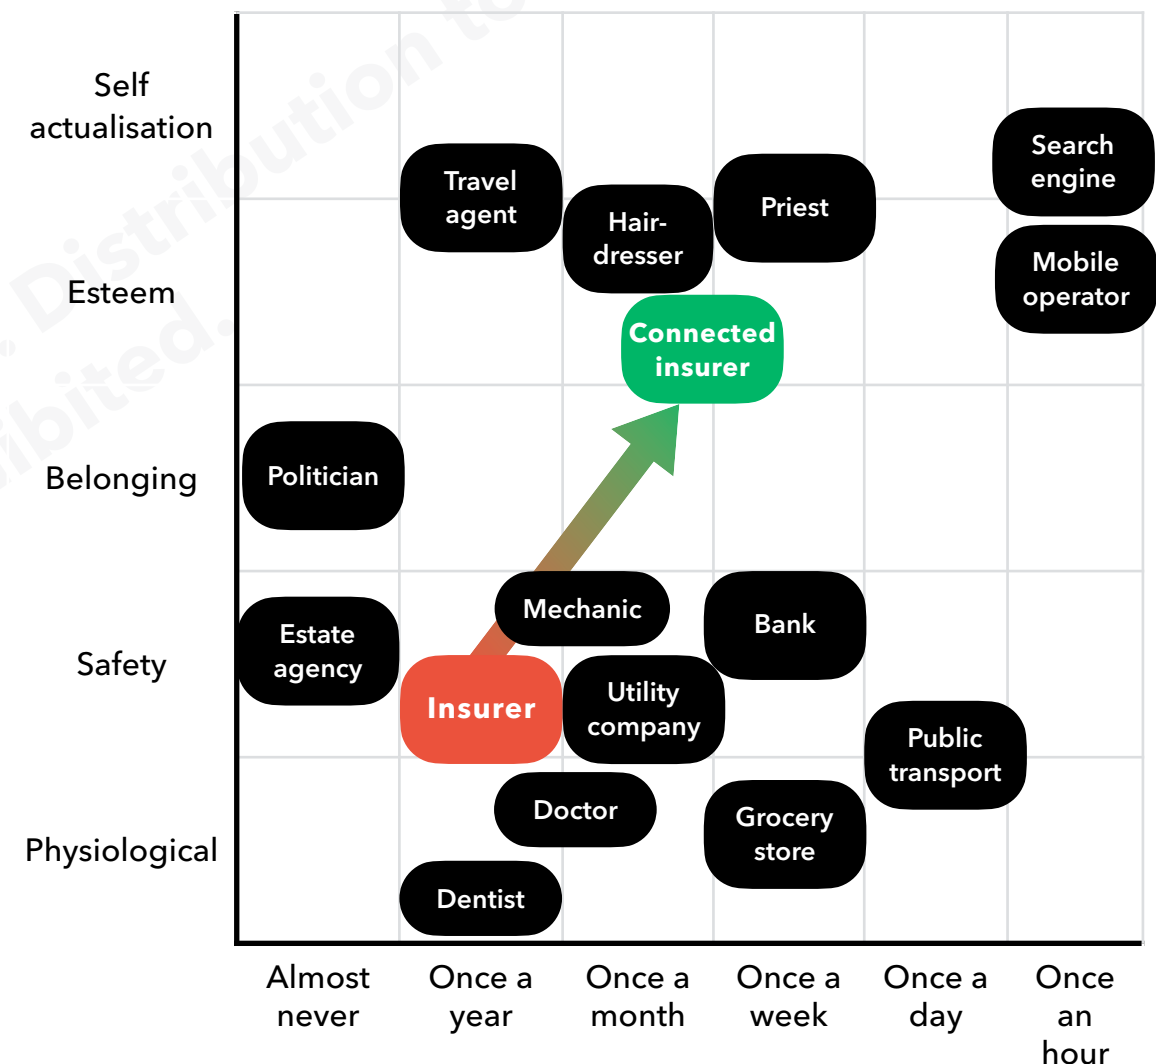 Distribution to
Self
actualisation
Search
engine
Travel
agent
Priest
Hair-
dresser
Mobile
operator
Esteem
Connected
insurer
Belonging
Politician
Mechanic
Bank
Estate
agency
Safety
Insurer
Utility
company
Public
transport
Doctor
Grocery
store
Physiological
Dentist
Almost
never
Once a
year
Once a
month
Once a
week
Once a
day
Once
an
hour